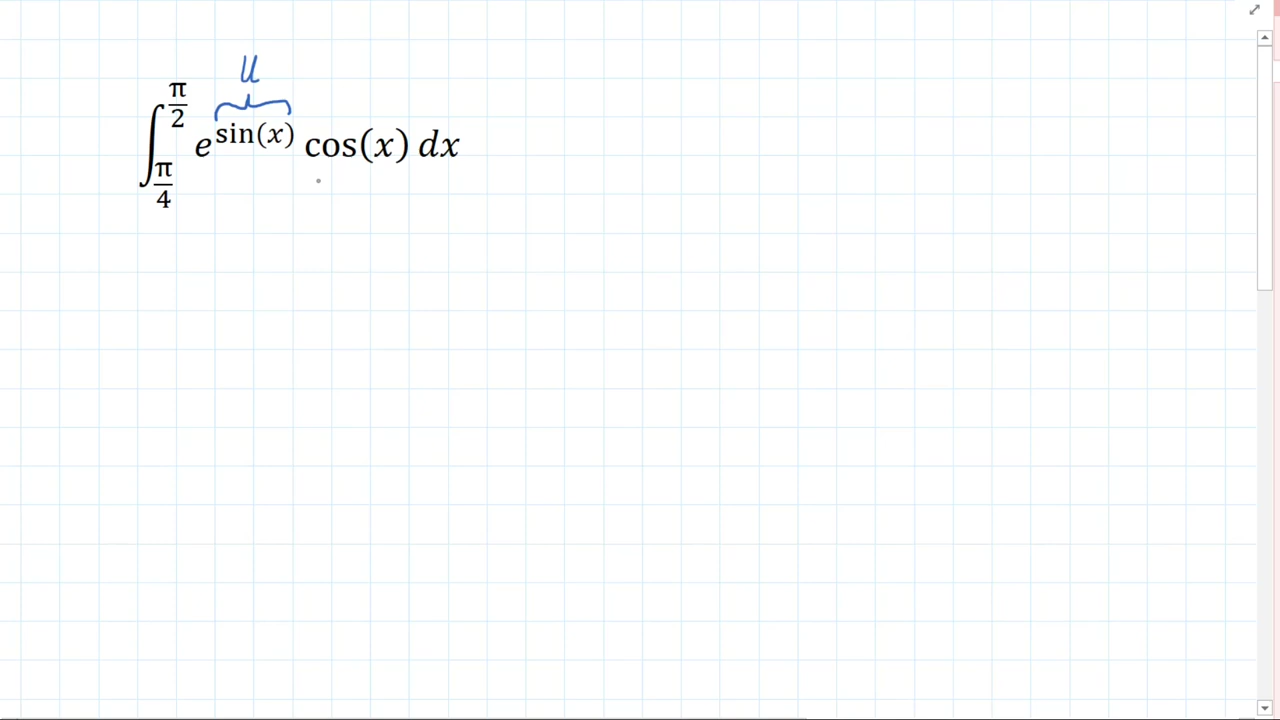 u
∫_{π/4}^{π/2} e^{sin(x)} cos(x) dx